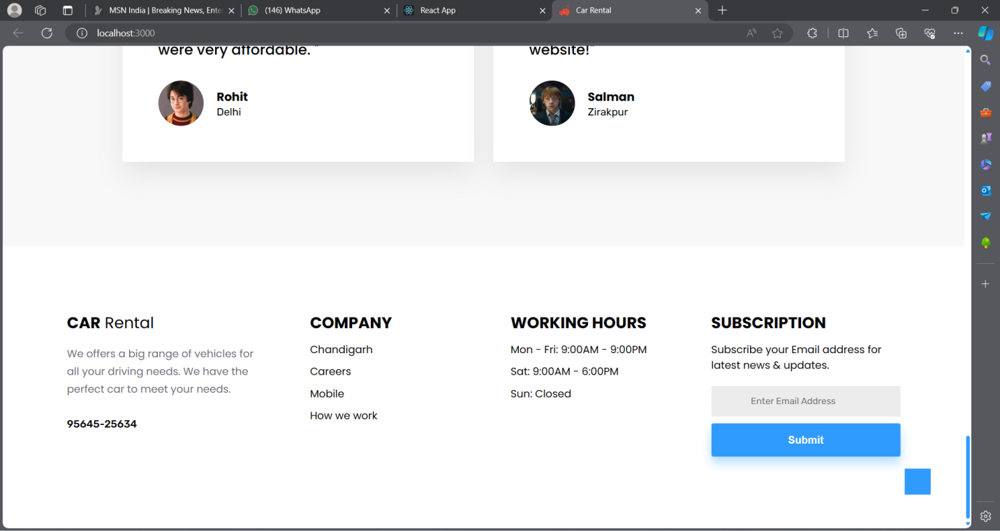 MSN India | Breaking News, Ente
(146) WhatsApp
React App
Car Rental
localhost:3000
were very affordable. "
website!"
Rohit
Delhi
Salman
Zirakpur
CAR Rental
We offers a big range of vehicles for
all your driving needs. We have the
perfect car to meet your needs.
95645-25634
COMPANY
Chandigarh
Careers
Mobile
How we work
WORKING HOURS
Mon - Fri: 9:00AM - 9:00PM
Sat: 9:00AM - 6:00PM
Sun: Closed
SUBSCRIPTION
Subscribe your Email address for
latest news & updates.
Enter Email Address
Submit